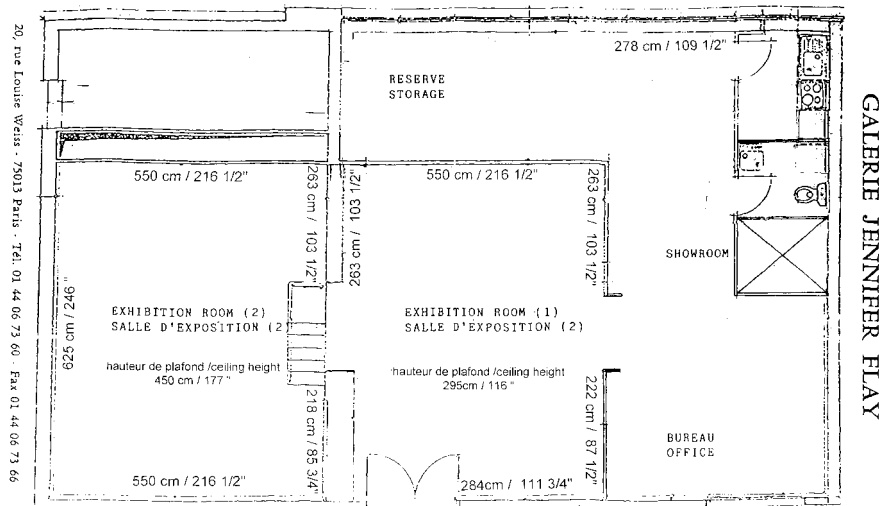 GALERIE JENNIFER FLAY
20, rue Louise Weiss - 75013 Paris - Tél. 01 44 06 73 60 - Fax 01 44 06 73 66
278 cm / 109 1/2"
RESERVE
STORAGE
550 cm / 216 1/2"
263 cm / 103 1/2"
263 cm / 103 1/2"
550 cm / 216 1/2"
263 cm / 103 1/2"
SHOWROOM
625 cm / 246"
EXHIBITION ROOM (2)
SALLE D'EXPOSITION (2
hauteur de plafond /ceiling height
450 cm / 177 "
EXHIBITION ROOM (1)
SALLE D'EXPOSITION (2)
hauteur de plafond /ceiling height
295cm / 116 "
218 cm / 85 3/4"
222 cm / 87 1/2"
BUREAU
OFFICE
550 cm / 216 1/2"
284cm / 111 3/4"